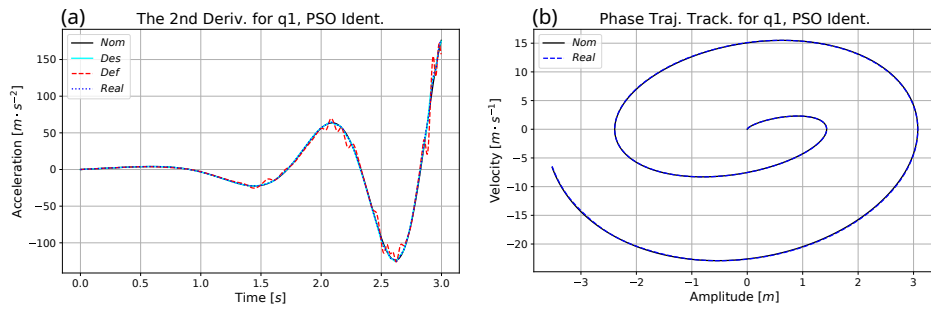 (a)
The 2nd Deriv. for q1, PSO Ident.
Nom
Des
Def
Real
Acceleration [m· s⁻²]
150
100
50
0
−50
−100
0.0 0.5 1.0 1.5 2.0 2.5 3.0
Time [s]
(b)
Phase Traj. Track. for q1, PSO Ident.
Nom
Real
Velocity [m· s⁻¹]
15
10
5
0
−5
−10
−15
−20
−3 −2 −1 0 1 2 3
Amplitude [m]